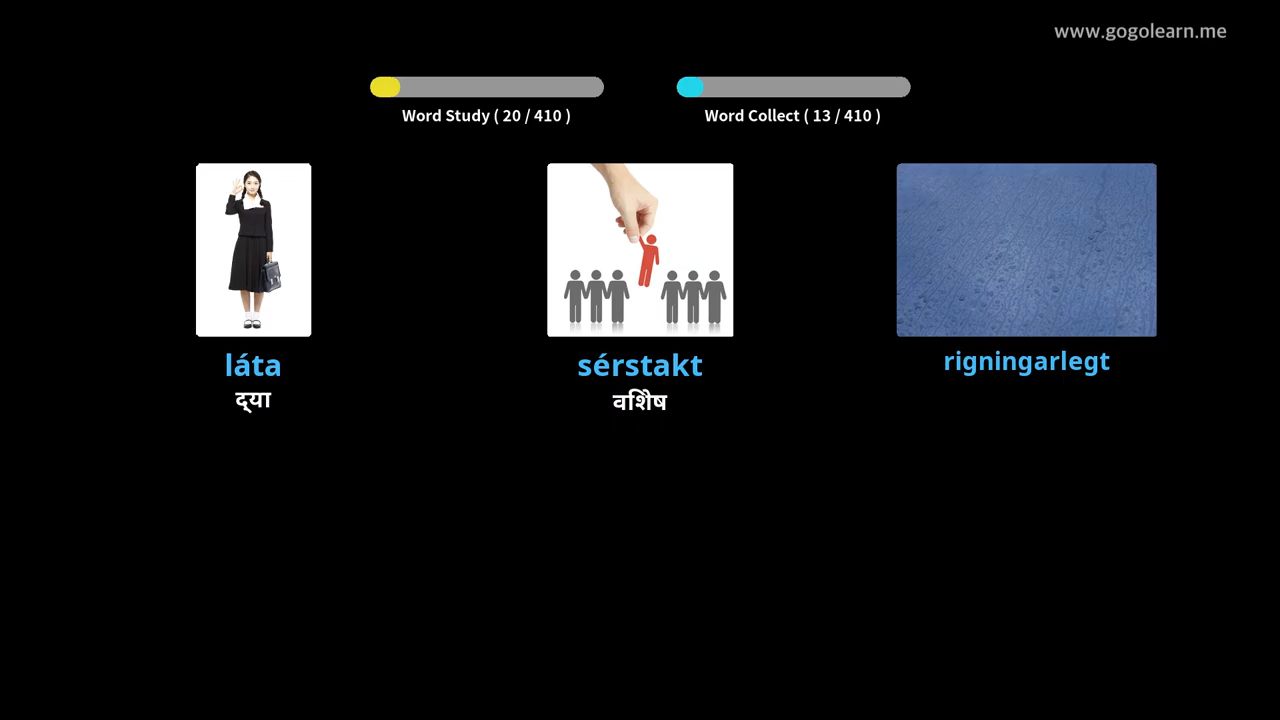 www.gogolearn.me
Word Study ( 20 / 410 )
Word Collect ( 13 / 410 )
láta
द्‌या
sérstakt
विशेष
rigningarlegt